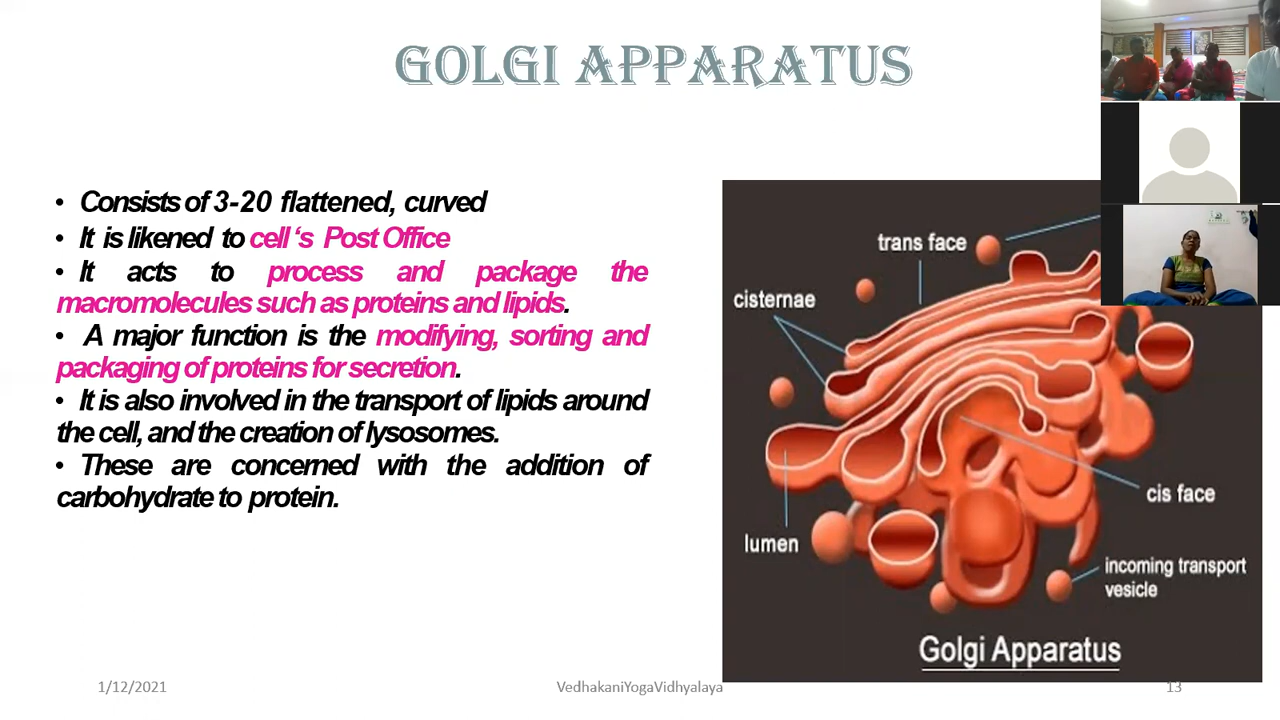 GOLGI APPARATUS
• Consists of 3-20 flattened, curved
• It is likened to cell ‘s Post Office
• It acts to process and package the
macromolecules such as proteins and lipids.
• A major function is the modifying, sorting and
packaging of proteins for secretion.
• It is also involved in the transport of lipids around
the cell, and the creation of lysosomes.
• These are concerned with the addition of
carbohydrate to protein.
trans face
cisternae
cis face
lumen
incoming transport
vesicle
Golgi Apparatus
1/12/2021
VedhakaniYogaVidhyalaya
13